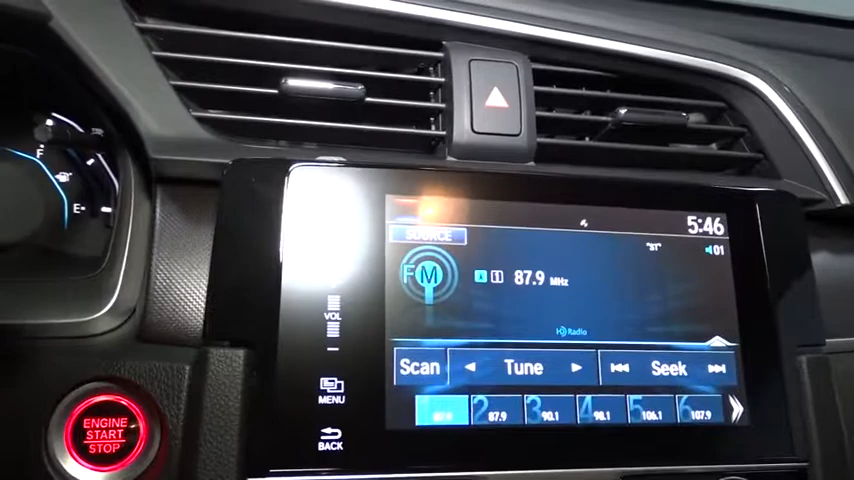 F
E
5:46
SOURCE
"ST"
01
FM
1 87.9 MHz
HD Radio
VOL
Scan
Tune
Seek
2 87.9
3 90.1
4 98.1
5 106.1
6 107.9
MENU
BACK
ENGINE
START
STOP